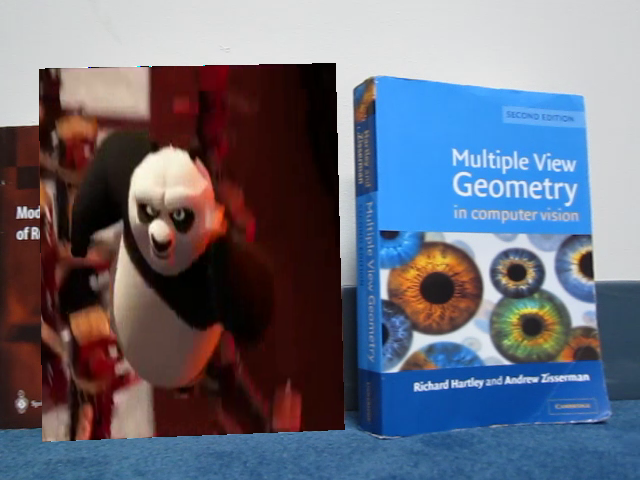 Mod
of R
Sp
Hartley and
Zisserman
Multiple View Geometry
SECOND EDITION
Multiple View
Geometry
in computer vision
Richard Hartley and Andrew Zisserman
CAMBRIDGE